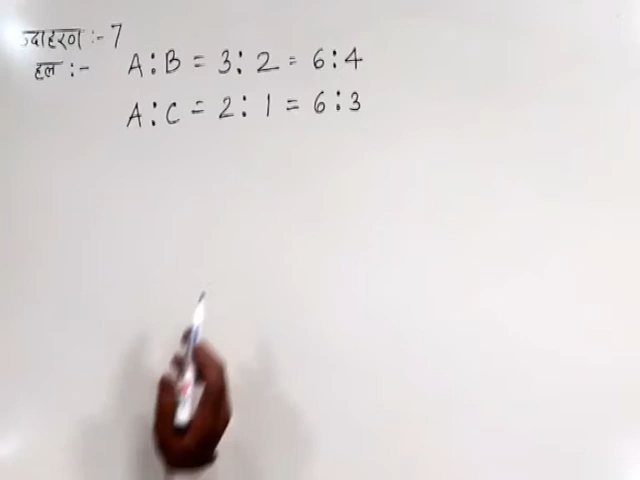 उदाहरण :- 7
हल :- A : B = 3 : 2 = 6 : 4
A : C = 2 : 1 = 6 : 3